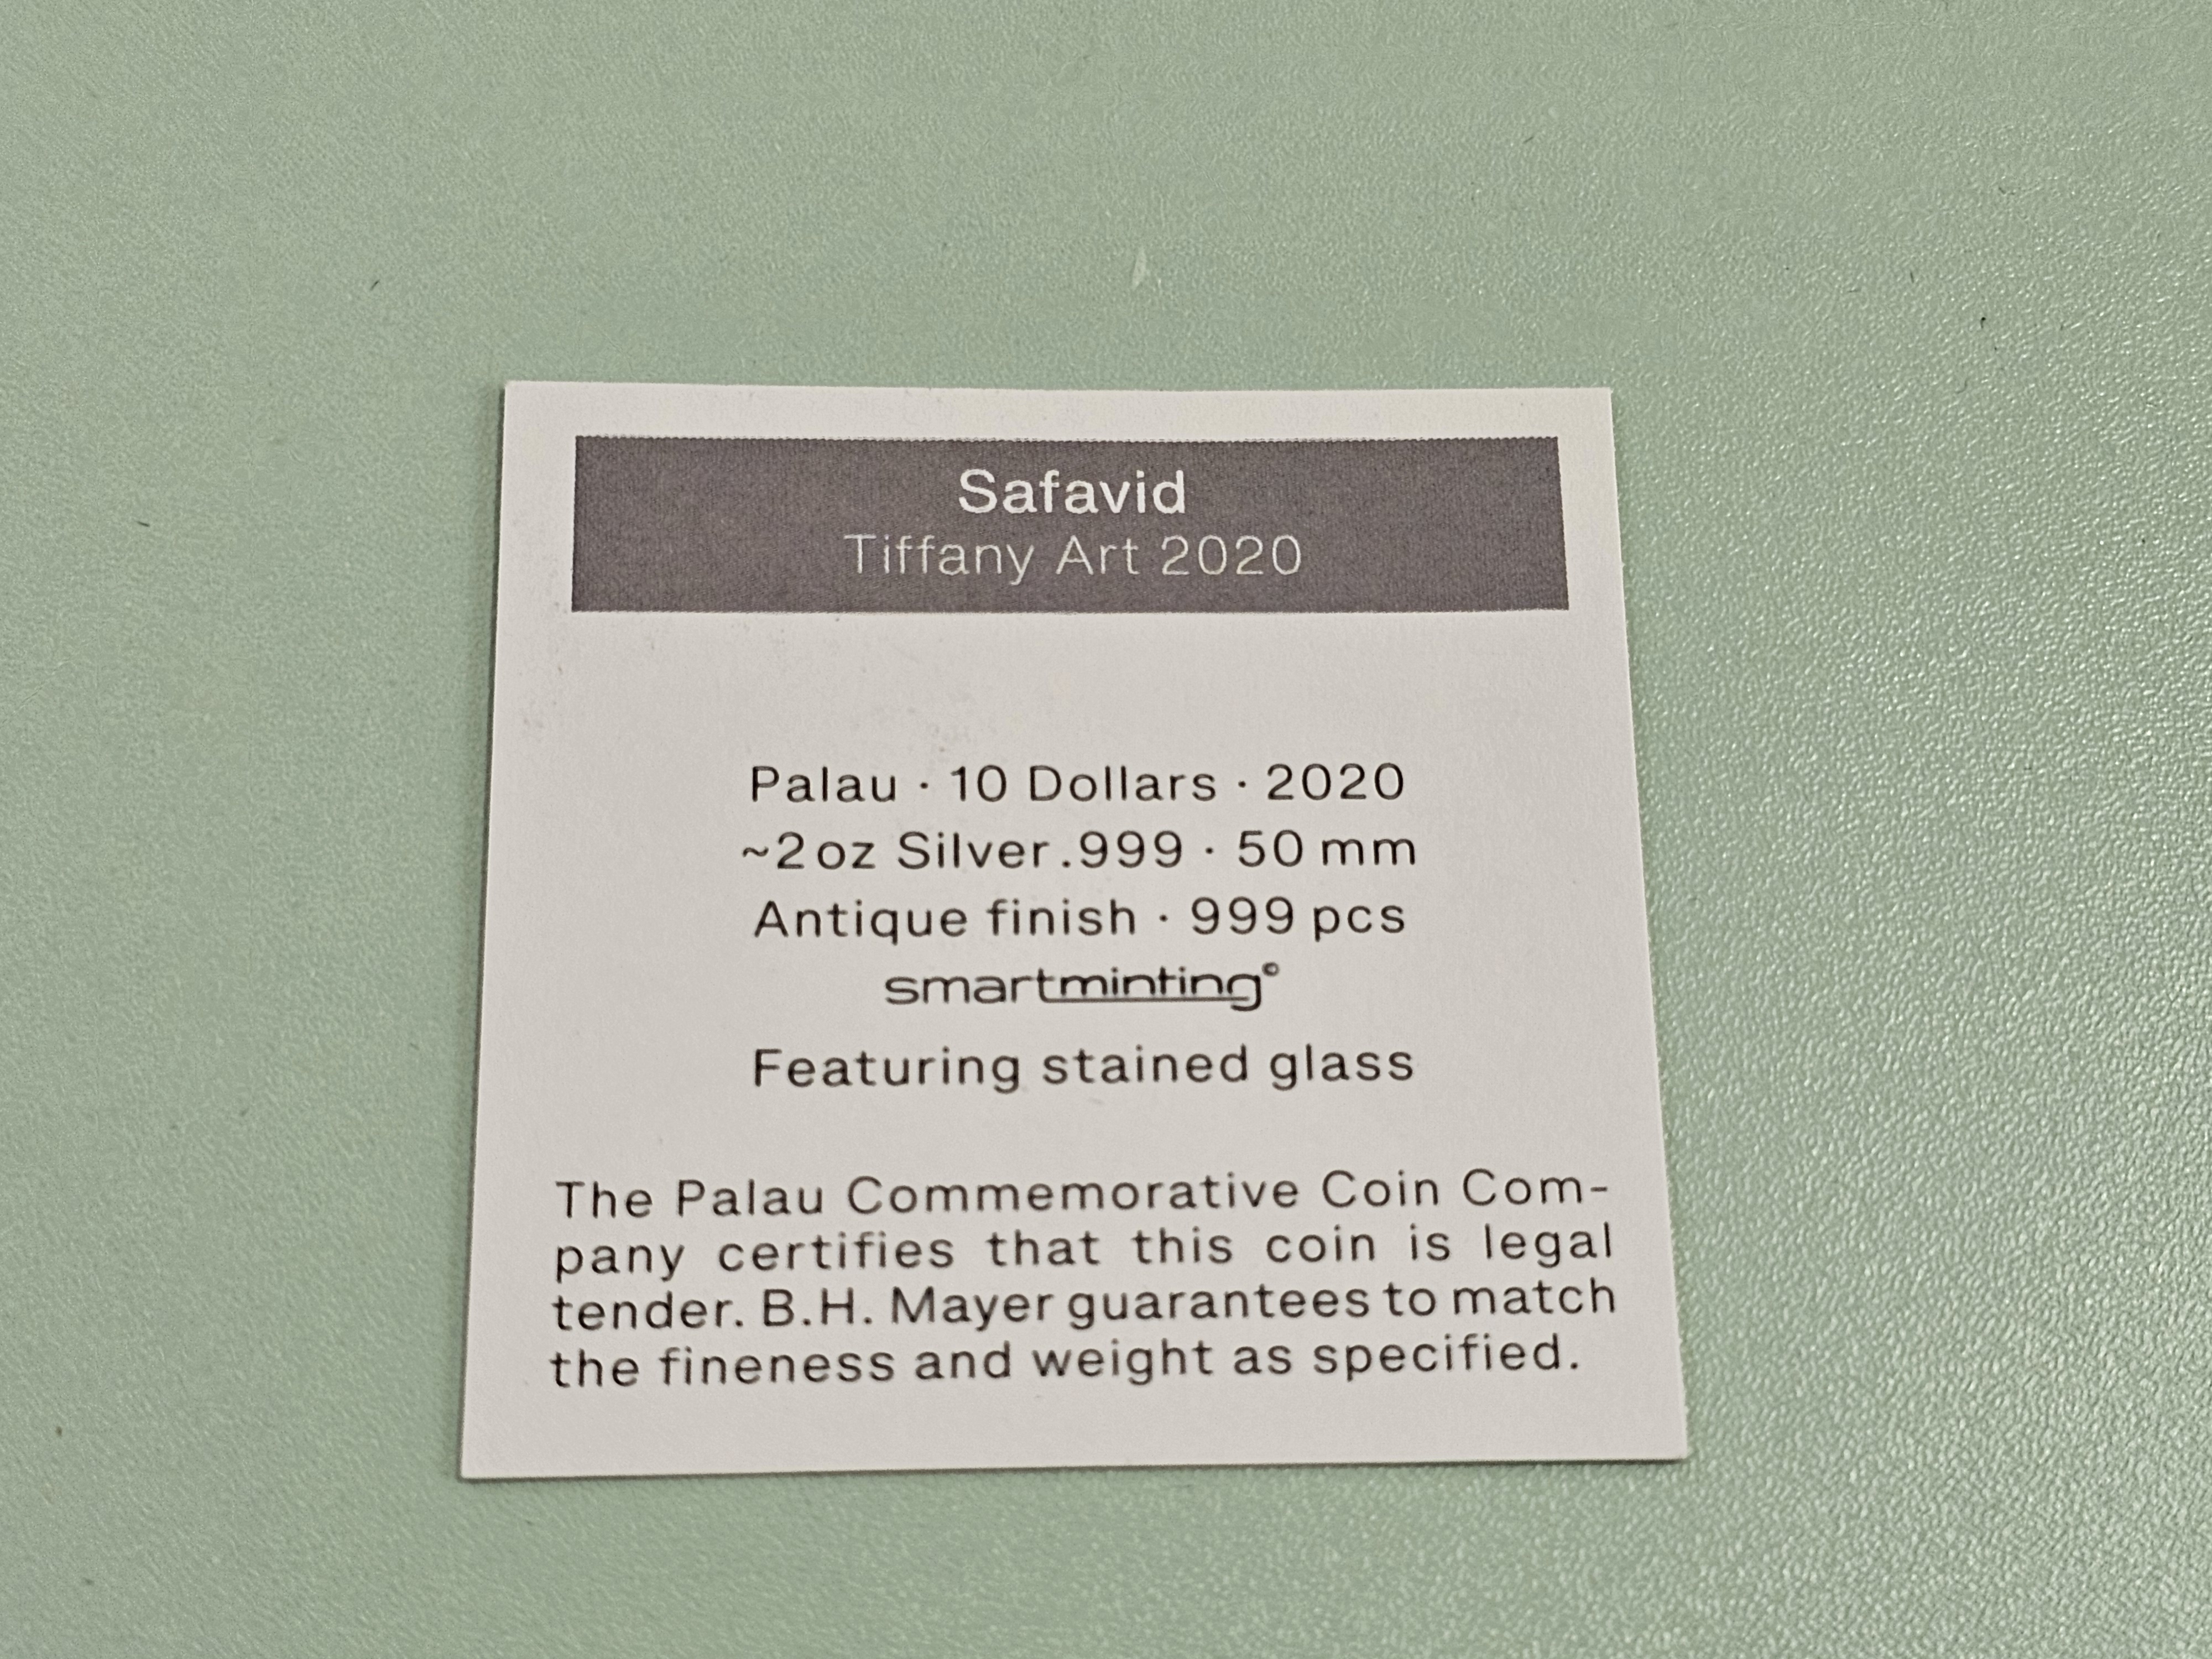 Safavid
Tiffany Art 2020
Palau · 10 Dollars · 2020
~2 oz Silver .999 · 50 mm
Antique finish · 999 pcs
smartminting©
Featuring stained glass
The Palau Commemorative Coin Com-
pany certifies that this coin is legal
tender. B.H. Mayer guarantees to match
the fineness and weight as specified.